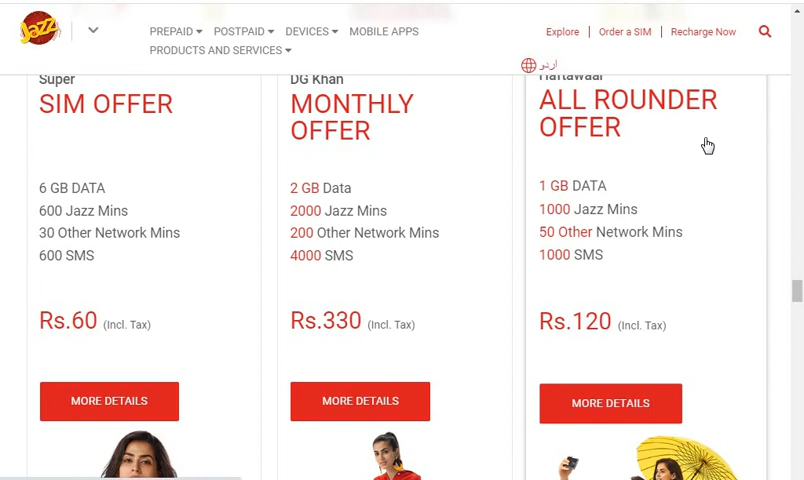 Jazz
PREPAID POSTPAID DEVICES MOBILE APPS
PRODUCTS AND SERVICES
Explore Order a SIM Recharge Now
اردو
Super
SIM OFFER
6 GB DATA
600 Jazz Mins
30 Other Network Mins
600 SMS
Rs.60 (Incl. Tax)
MORE DETAILS
DG Khan
MONTHLY
OFFER
2 GB Data
2000 Jazz Mins
200 Other Network Mins
4000 SMS
Rs.330 (Incl. Tax)
MORE DETAILS
Haftawaar
ALL ROUNDER
OFFER
1 GB DATA
1000 Jazz Mins
50 Other Network Mins
1000 SMS
Rs.120 (Incl. Tax)
MORE DETAILS